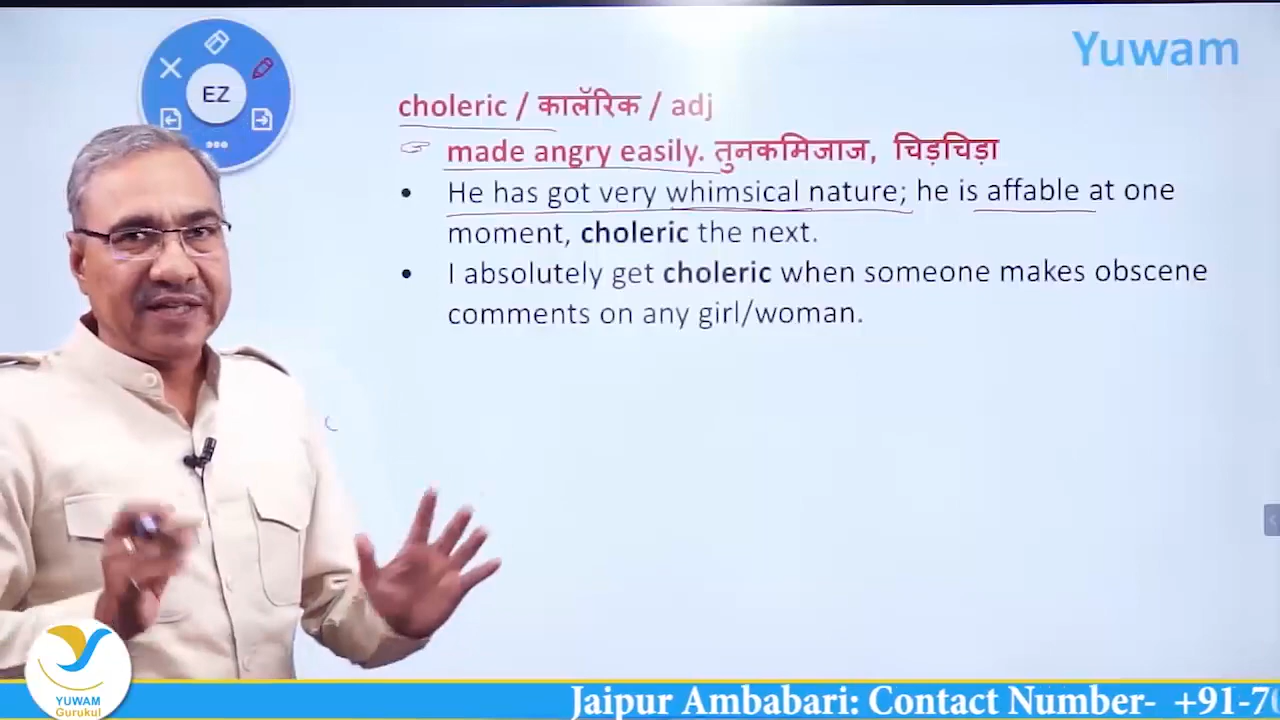 EZ
Yuwam
choleric / कालॅरिक / adj
☞ made angry easily. तुनकमिजाज, चिड़चिड़ा
• He has got very whimsical nature; he is affable at one
moment, choleric the next.
• I absolutely get choleric when someone makes obscene
comments on any girl/woman.
YUWAM
Gurukul
Jaipur Ambabari: Contact Number- +91-70